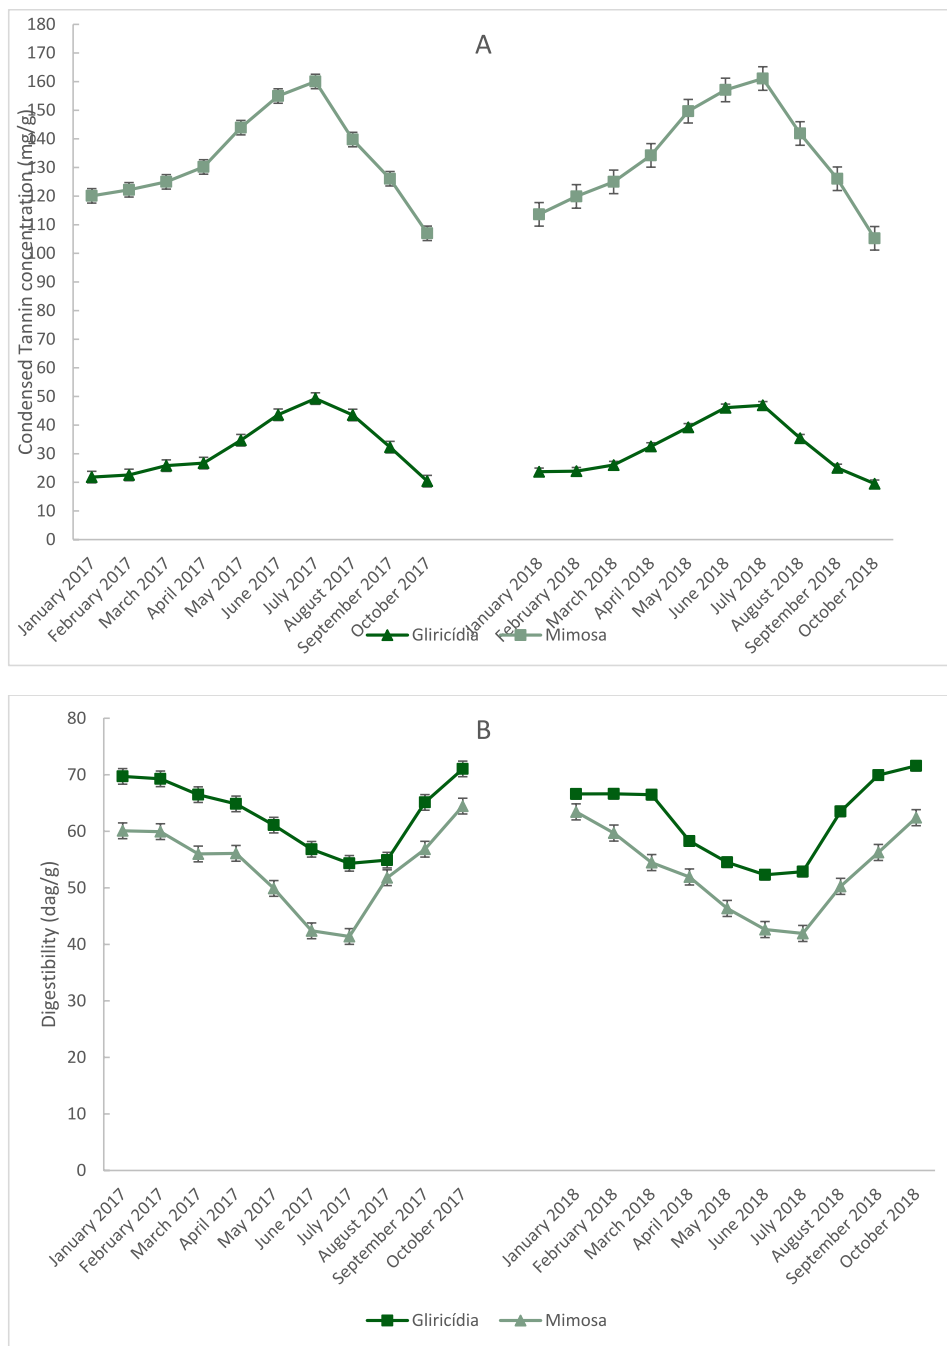 A
Condensed Tannin concentration (mg/g)
180
170
160
150
140
130
120
110
100
90
80
70
60
50
40
30
20
10
0
January 2017
February 2017
March 2017
April 2017
May 2017
June 2017
July 2017
August 2017
September 2017
October 2017
January 2018
February 2018
March 2018
April 2018
May 2018
June 2018
July 2018
August 2018
September 2018
October 2018
Gliricídia Mimosa
B
Digestibility (dag/g)
80
70
60
50
40
30
20
10
0
January 2017
February 2017
March 2017
April 2017
May 2017
June 2017
July 2017
August 2017
September 2017
October 2017
January 2018
February 2018
March 2018
April 2018
May 2018
June 2018
July 2018
August 2018
September 2018
October 2018
Gliricídia Mimosa